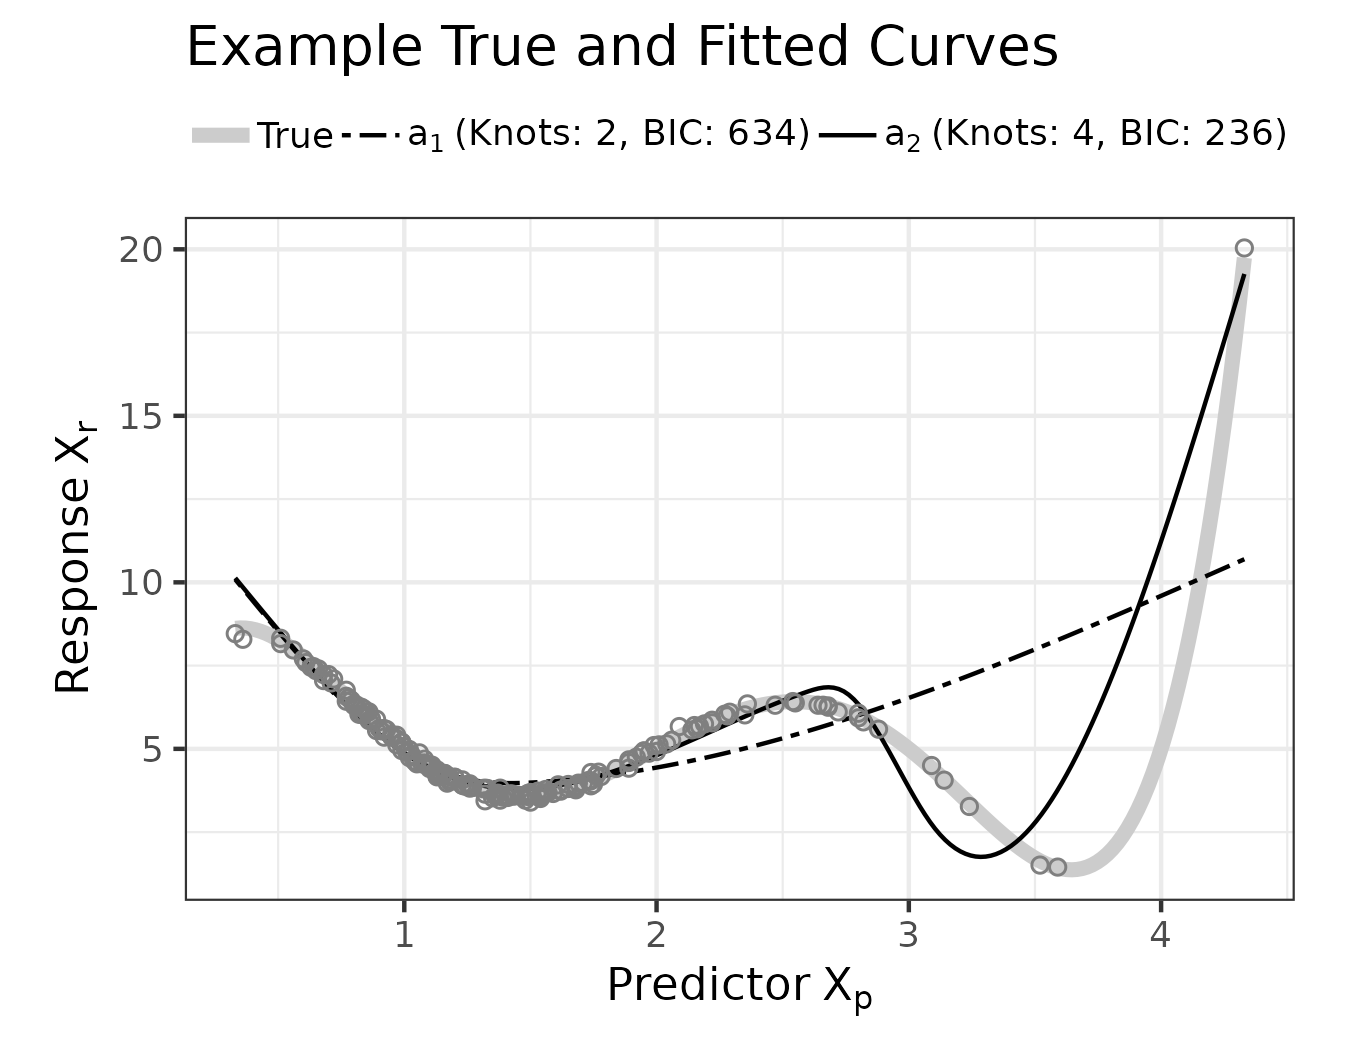 Example True and Fitted Curves
True a₁ (Knots: 2, BIC: 634) a₂ (Knots: 4, BIC: 236)
20
15
10
5
Response Xᵣ
1 2 3 4
Predictor Xₚ